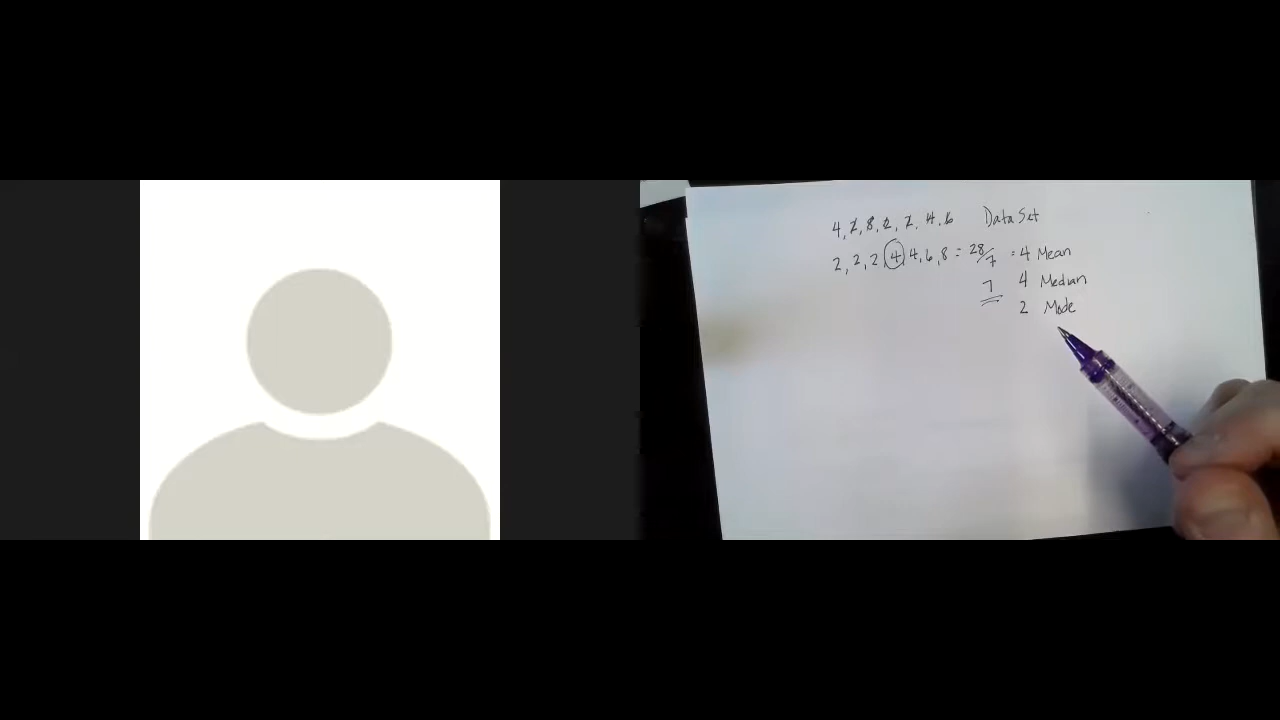 4, 2, 8, 2, 2, 4, 6 Data Set
2, 2, 2, 4, 4, 6, 8 = 28/7 = 4 Mean
7 4 Median
2 Mode